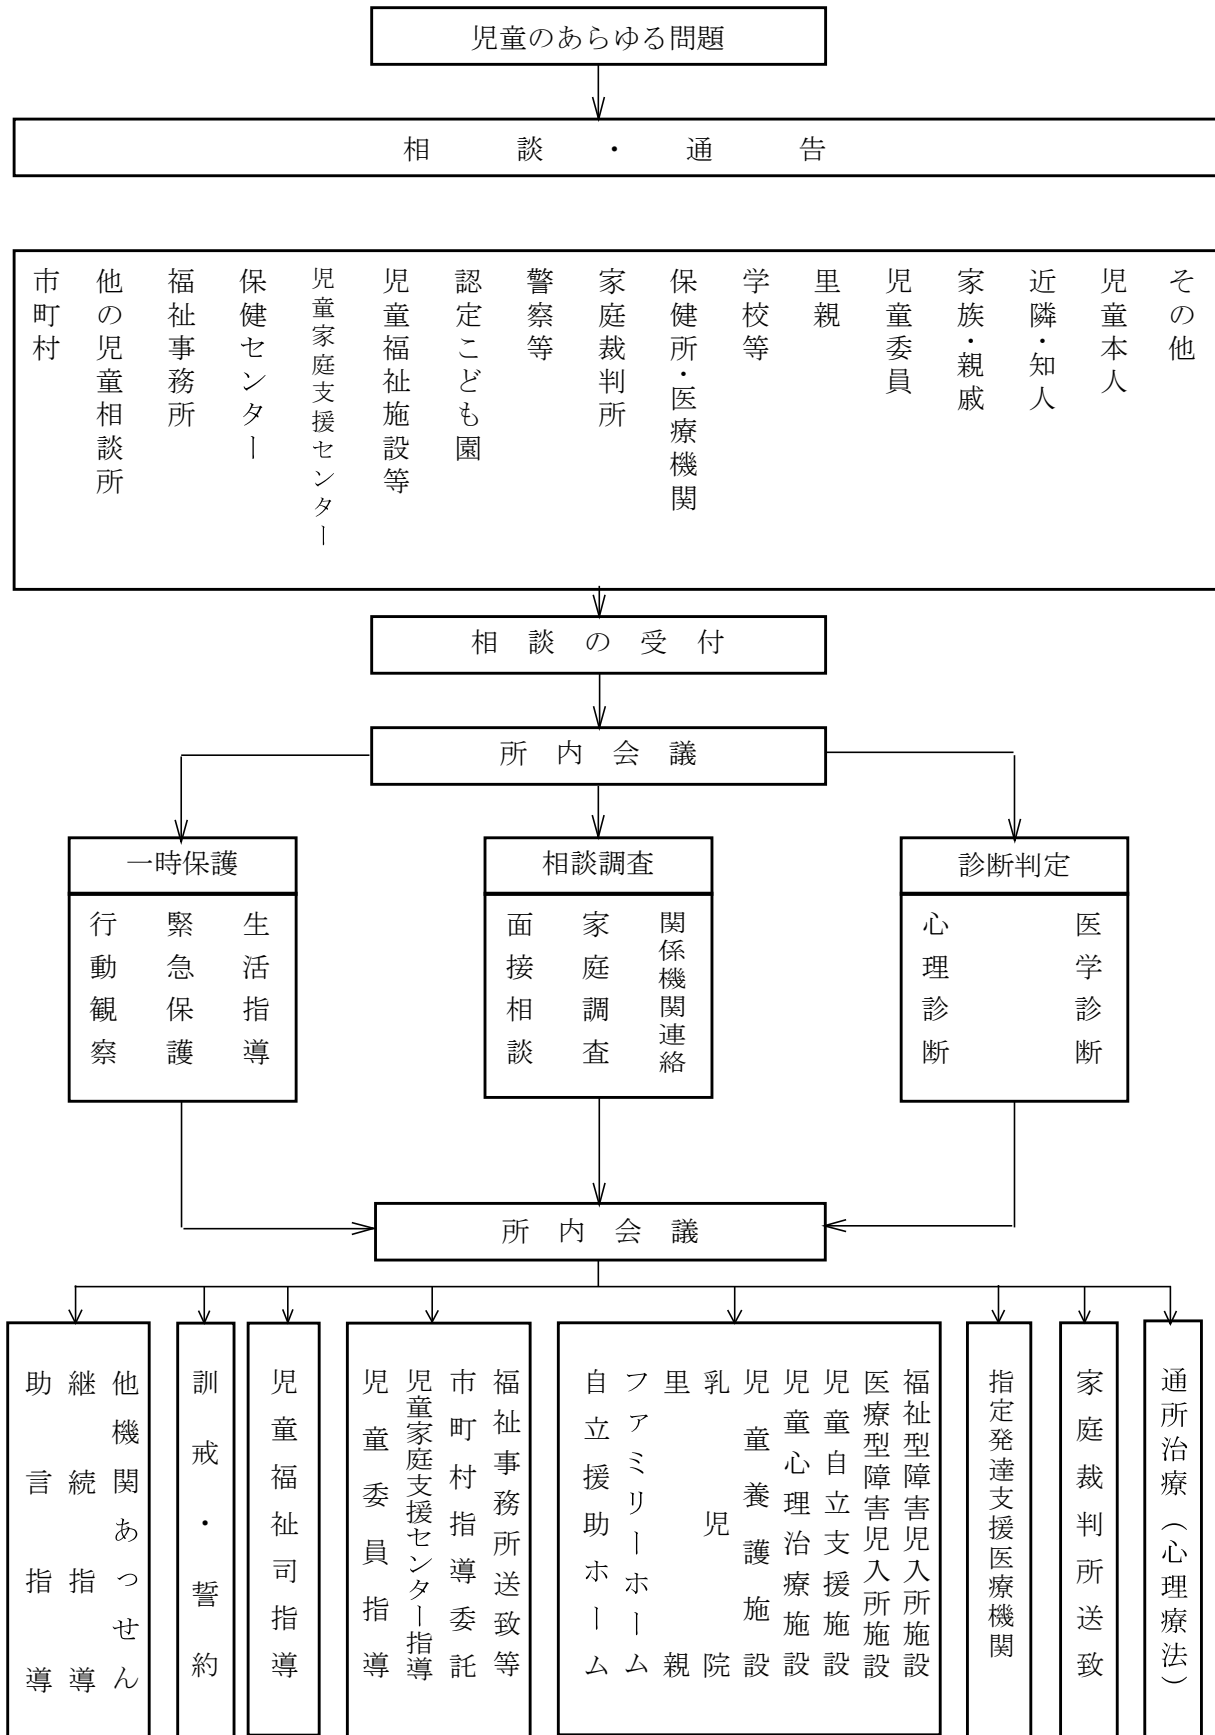 児童のあらゆる問題
相談・通告
市町村
他の児童相談所
福祉事務所
保健センター
児童家庭支援センター
児童福祉施設等
認定こども園
警察等
家庭裁判所
保健所・医療機関
学校等
里親
児童委員
家族・親戚
近隣・知人
児童本人
その他
相談の受付
所内会議
一時保護
行動観察
緊急保護
生活指導
相談調査
面接相談
家庭調査
関係機関連絡
診断判定
心理診断
医学診断
所内会議
助言指導
継続指導
他機関あっせん
訓戒・誓約
児童福祉司指導
児童委員指導
児童家庭支援センター指導
市町村指導委託
福祉事務所送致等
自立援助ホーム
ファミリーホーム
里親
乳児院
児童養護施設
児童心理治療施設
児童自立支援施設
医療型障害児入所施設
福祉型障害児入所施設
指定発達支援医療機関
家庭裁判所送致
通所治療（心理療法）